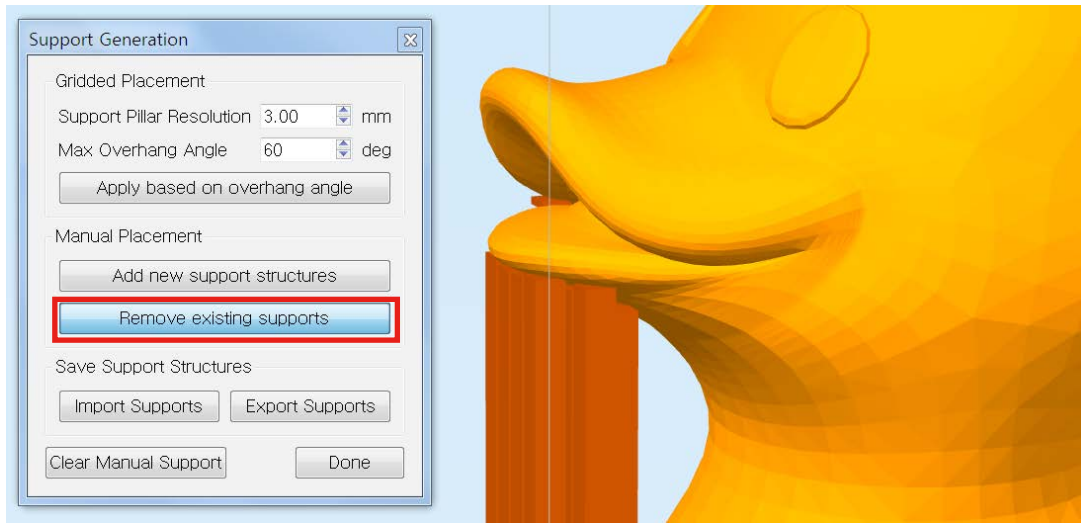 Support Generation
Gridded Placement
Support Pillar Resolution 3.00 mm
Max Overhang Angle 60 deg
Apply based on overhang angle
Manual Placement
Add new support structures
Remove existing supports
Save Support Structures
Import Supports Export Supports
Clear Manual Support Done